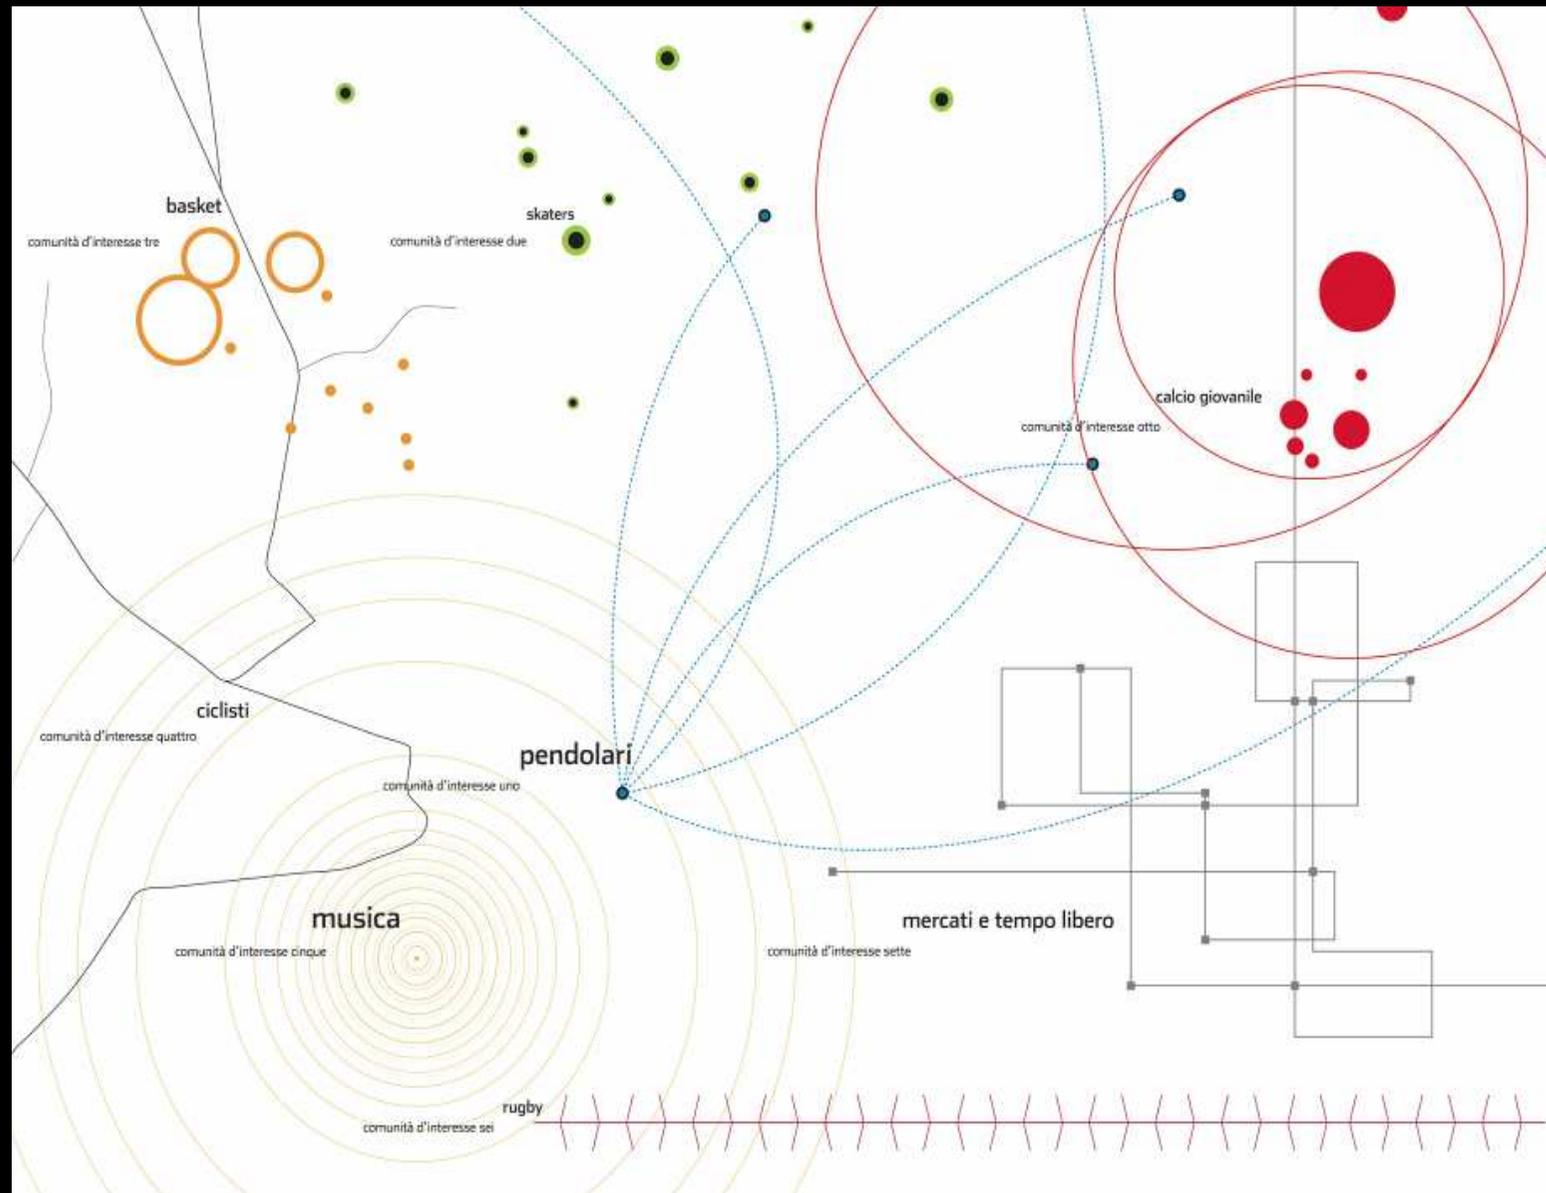 basket
comunità d'interesse tre
skaters
comunità d'interesse due
calcio giovanile
comunità d'interesse otto
ciclisti
comunità d'interesse quattro
pendolari
comunità d'interesse uno
musica
comunità d'interesse cinque
mercati e tempo libero
comunità d'interesse sette
rugby
comunità d'interesse sei